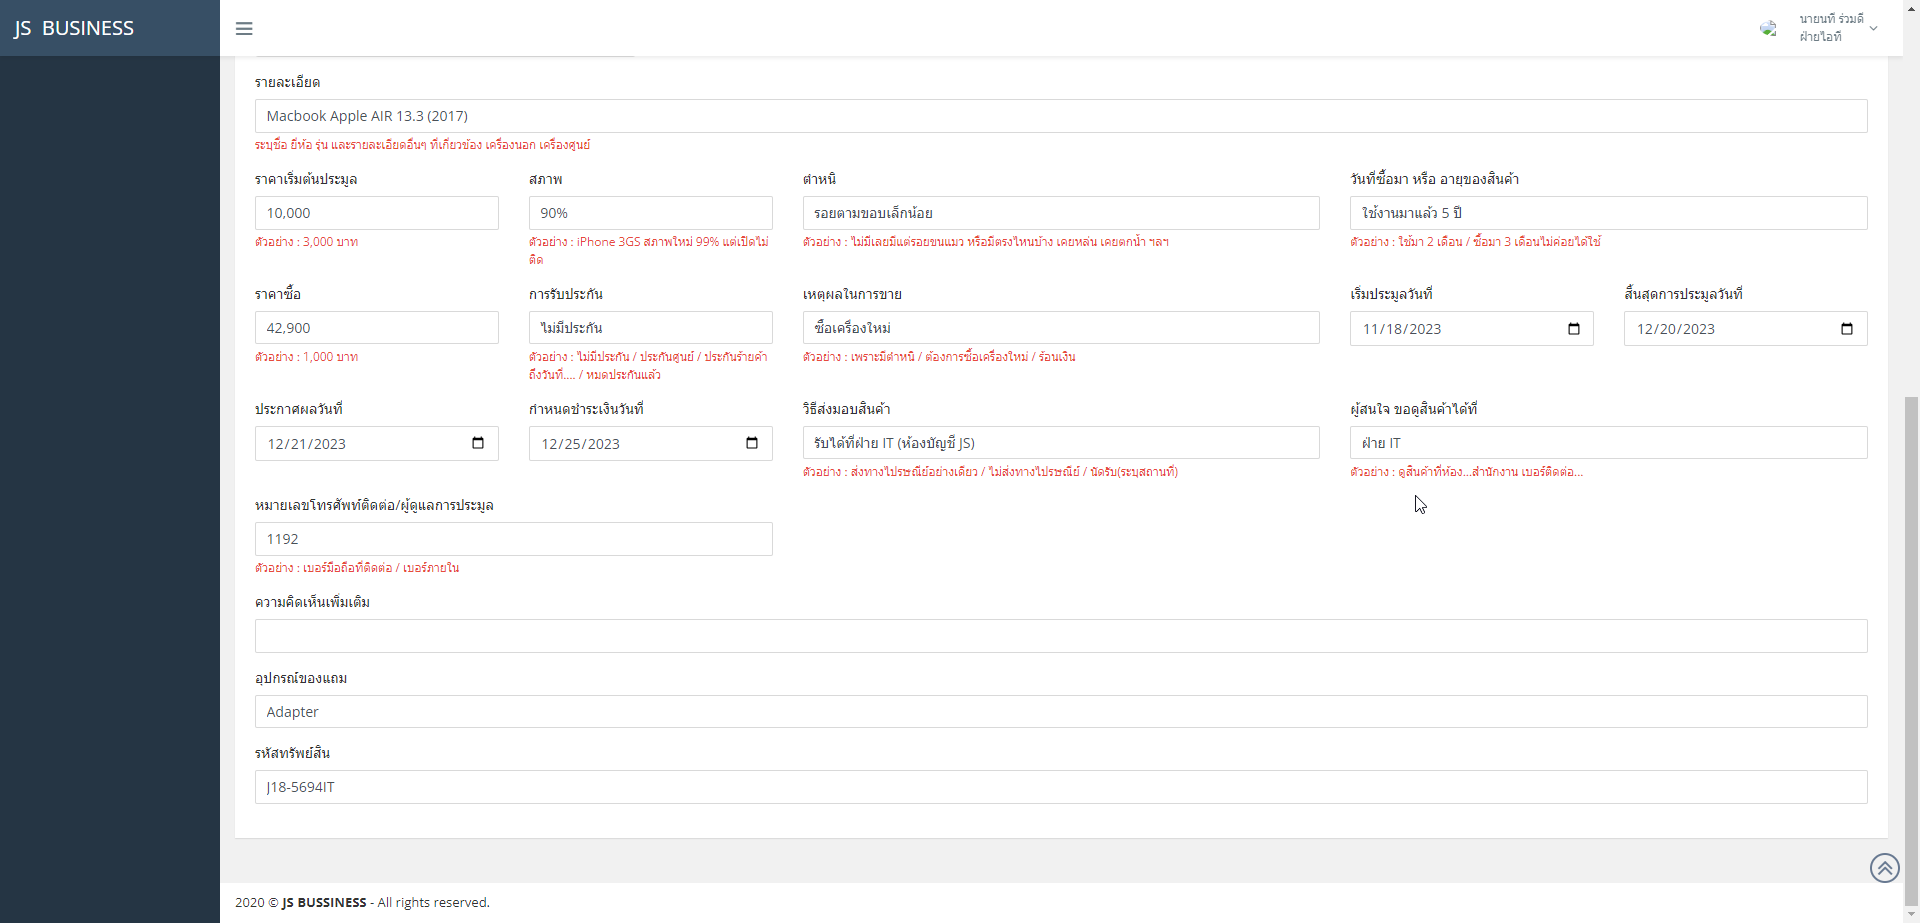 JS BUSINESS
นายนที ร่วมดี
ฝ่ายไอที
รายละเอียด
Macbook Apple AIR 13.3 (2017)
ระบุชื่อ ยี่ห้อ รุ่น และรายละเอียดอื่นๆ ที่เกี่ยวข้อง เครื่องนอก เครื่องศูนย์
ราคาเริ่มต้นประมูล
สภาพ
ตำหนิ
วันที่ซื้อมา หรือ อายุของสินค้า
10,000
90%
รอยตามขอบเล็กน้อย
ใช้งานมาแล้ว 5 ปี
ตัวอย่าง : 3,000 บาท
ตัวอย่าง : iPhone 3GS สภาพใหม่ 99% แต่เปิดไม่
ติด
ตัวอย่าง : ไม่มีเลยมีแต่รอยขนแมว หรือมีตรงไหนบ้าง เคยหล่น เคยตกน้ำ ฯลฯ
ตัวอย่าง : ใช้มา 2 เดือน / ซื้อมา 3 เดือนไม่ค่อยได้ใช้
ราคาซื้อ
การรับประกัน
เหตุผลในการขาย
เริ่มประมูลวันที่
สิ้นสุดการประมูลวันที่
42,900
ไม่มีประกัน
ซื้อเครื่องใหม่
11/18/2023
12/20/2023
ตัวอย่าง : 1,000 บาท
ตัวอย่าง : ไม่มีประกัน / ประกันศูนย์ / ประกันร้ายค้า
ถึงวันที่.... / หมดประกันแล้ว
ตัวอย่าง : เพราะมีตำหนิ / ต้องการซื้อเครื่องใหม่ / ร้อนเงิน
ประกาศผลวันที่
กำหนดชำระเงินวันที่
วิธีส่งมอบสินค้า
ผู้สนใจ ขอดูสินค้าได้ที่
12/21/2023
12/25/2023
รับได้ที่ฝ่าย IT (ห้องบัญชี JS)
ฝ่าย IT
ตัวอย่าง : ส่งทางไปรษณีย์อย่างเดียว / ไม่ส่งทางไปรษณีย์ / นัดรับ(ระบุสถานที่)
ตัวอย่าง : ดูสินค้าที่ห้อง...สำนักงาน เบอร์ติดต่อ...
หมายเลขโทรศัพท์ติดต่อ/ผู้ดูแลการประมูล
1192
ตัวอย่าง : เบอร์มือถือที่ติดต่อ / เบอร์ภายใน
ความคิดเห็นเพิ่มเติม
อุปกรณ์ของแถม
Adapter
รหัสทรัพย์สิน
J18-5694IT
2020 © JS BUSSINESS - All rights reserved.